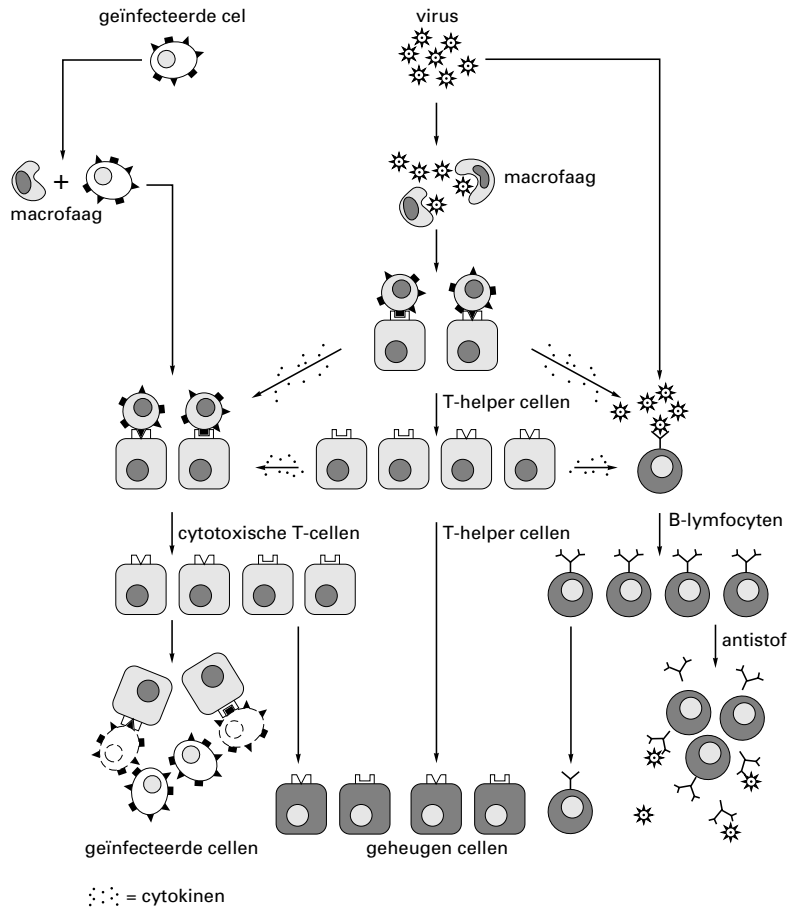 geïnfecteerde cel
virus
+
macrofaag
macrofaag
T-helper cellen
cytotoxische T-cellen
T-helper cellen
B-lymfocyten
antistof
geïnfecteerde cellen
geheugen cellen
= cytokinen